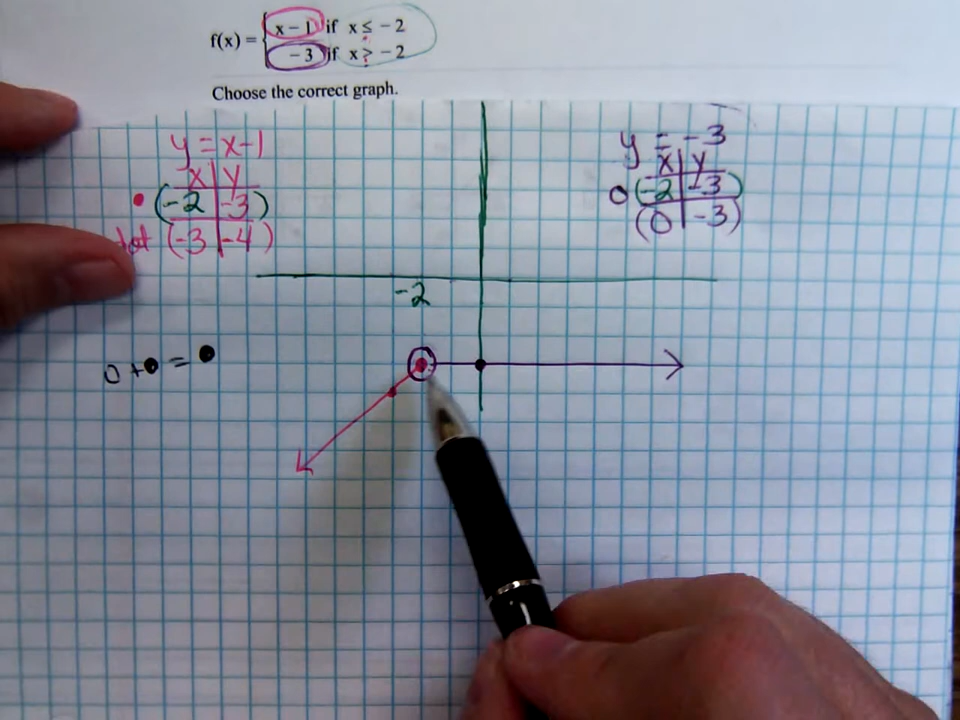 f(x) = { x − 1 if x ≤ − 2
− 3 if x > − 2
Choose the correct graph.
y = x-1
x | y
• (-2 | -3)
dot (-3 | -4)
y = -3
x | y
o (-2 | -3)
(0 | -3)
-2
o + • = •